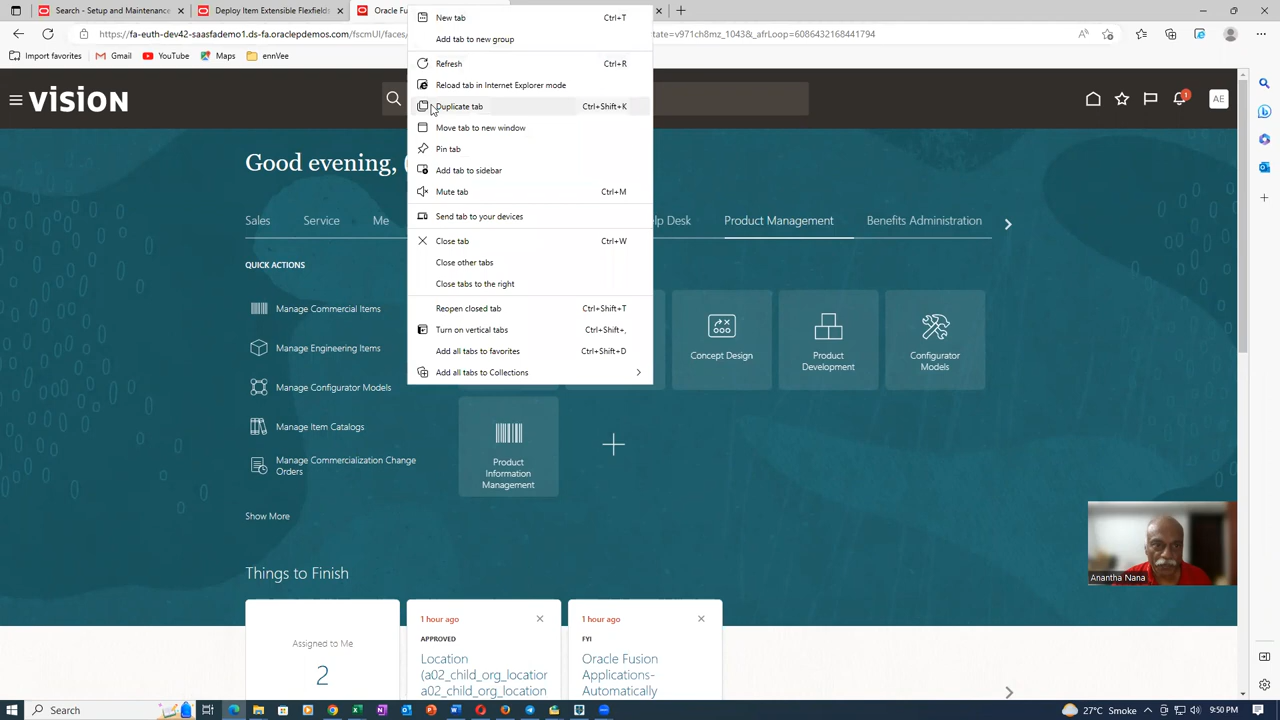 Search - Setup and Maintenance
Deploy Item Extensible Flexfields
Oracle Fu
https://fa-euth-dev42-saasfademo1.ds-fa.oraclepdemos.com/fscmUI/faces
state=v971ch8mz_1043&_afrLoop=6086432168441794
Import favorites
Gmail
YouTube
Maps
ennVee
New tab Ctrl+T
Add tab to new group
Refresh Ctrl+R
Reload tab in Internet Explorer mode
Duplicate tab Ctrl+Shift+K
Move tab to new window
Pin tab
Add tab to sidebar
Mute tab Ctrl+M
Send tab to your devices
Close tab Ctrl+W
Close other tabs
Close tabs to the right
Reopen closed tab Ctrl+Shift+T
Turn on vertical tabs Ctrl+Shift+,
Add all tabs to favorites Ctrl+Shift+D
Add all tabs to Collections
VISION
1
AE
Good evening,
Sales Service Me Desk Product Management Benefits Administration
QUICK ACTIONS
Manage Commercial Items
Manage Engineering Items
Manage Configurator Models
Manage Item Catalogs
Manage Commercialization Change
Orders
Show More
Concept Design
Product
Development
Configurator
Models
Product
Information
Management
Things to Finish
Assigned to Me
2
1 hour ago
APPROVED
Location
(a02_child_org_location
a02_child_org_location
1 hour ago
FYI
Oracle Fusion
Applications-
Automatically
Anantha Nana
Search
27°C Smoke
9:50 PM